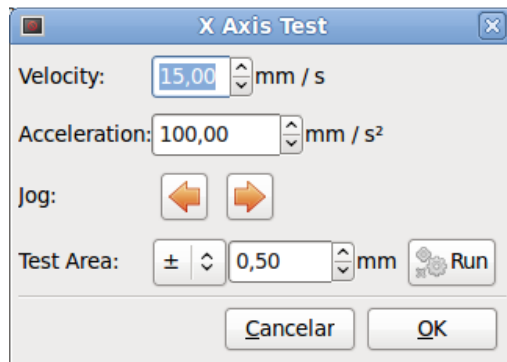 X Axis Test
Velocity: 15,00 mm / s
Acceleration: 100,00 mm / s²
Jog:
Test Area: ± 0,50 mm Run
Cancelar OK